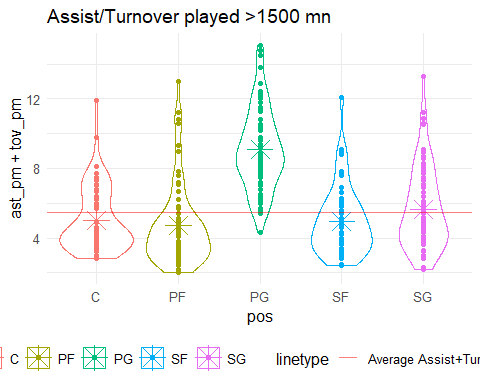 Assist/Turnover played >1500 mn
ast_pm + tov_pm
12
8
4
C PF PG SF SG
pos
C PF PG SF SG linetype Average Assist+Tur